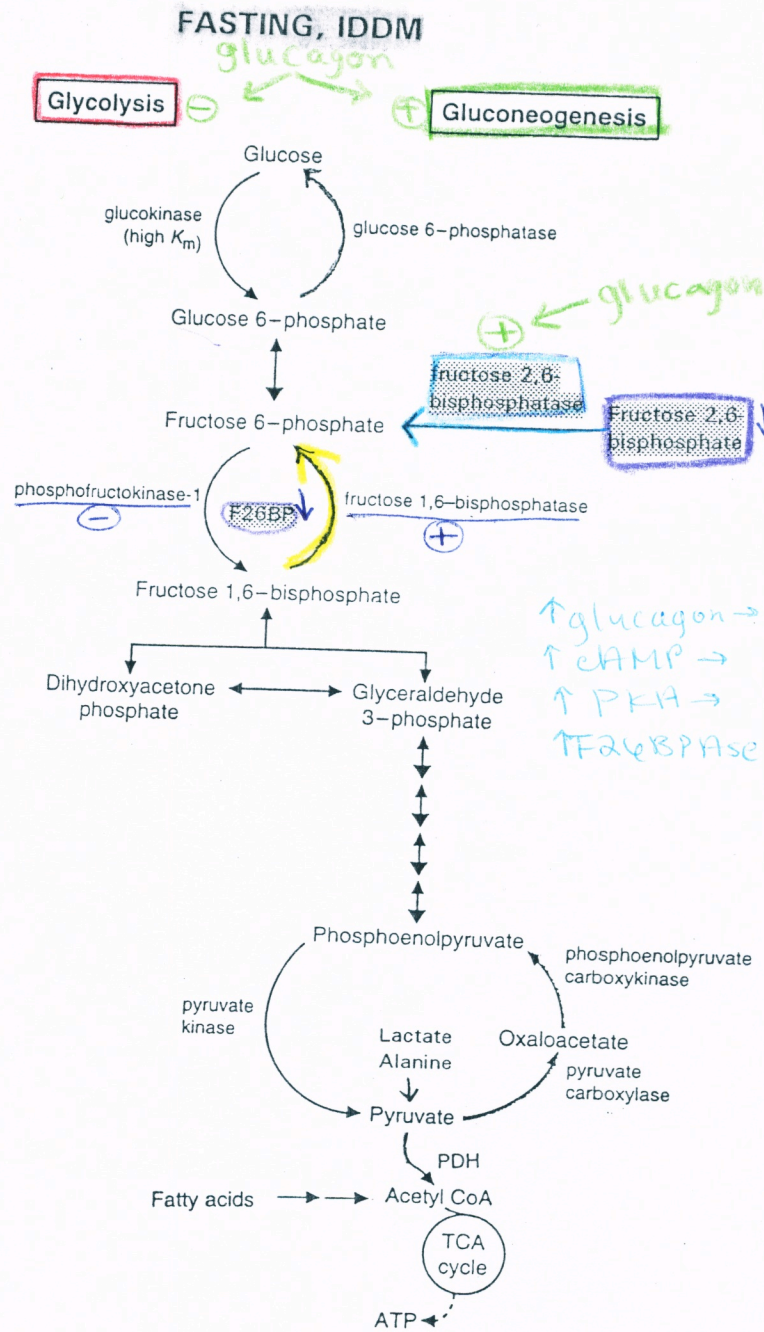 FASTING, IDDM
glucagon
Glycolysis
−
+
Gluconeogenesis
Glucose
glucokinase
(high Km)
glucose 6-phosphatase
Glucose 6-phosphate
glucagon
+
fructose 2,6-
bisphosphatase
Fructose 2,6-
bisphosphate
Fructose 6-phosphate
phosphofructokinase-1
−
F26BP ↓
fructose 1,6-bisphosphatase
+
Fructose 1,6-bisphosphate
Dihydroxyacetone
phosphate
Glyceraldehyde
3-phosphate
↑ glucagon →
↑ cAMP →
↑ PKA →
↑F26BPAse
Phosphoenolpyruvate
phosphoenolpyruvate
carboxykinase
pyruvate
kinase
Lactate
Alanine
Oxaloacetate
pyruvate
carboxylase
Pyruvate
PDH
Fatty acids
Acetyl CoA
TCA
cycle
ATP